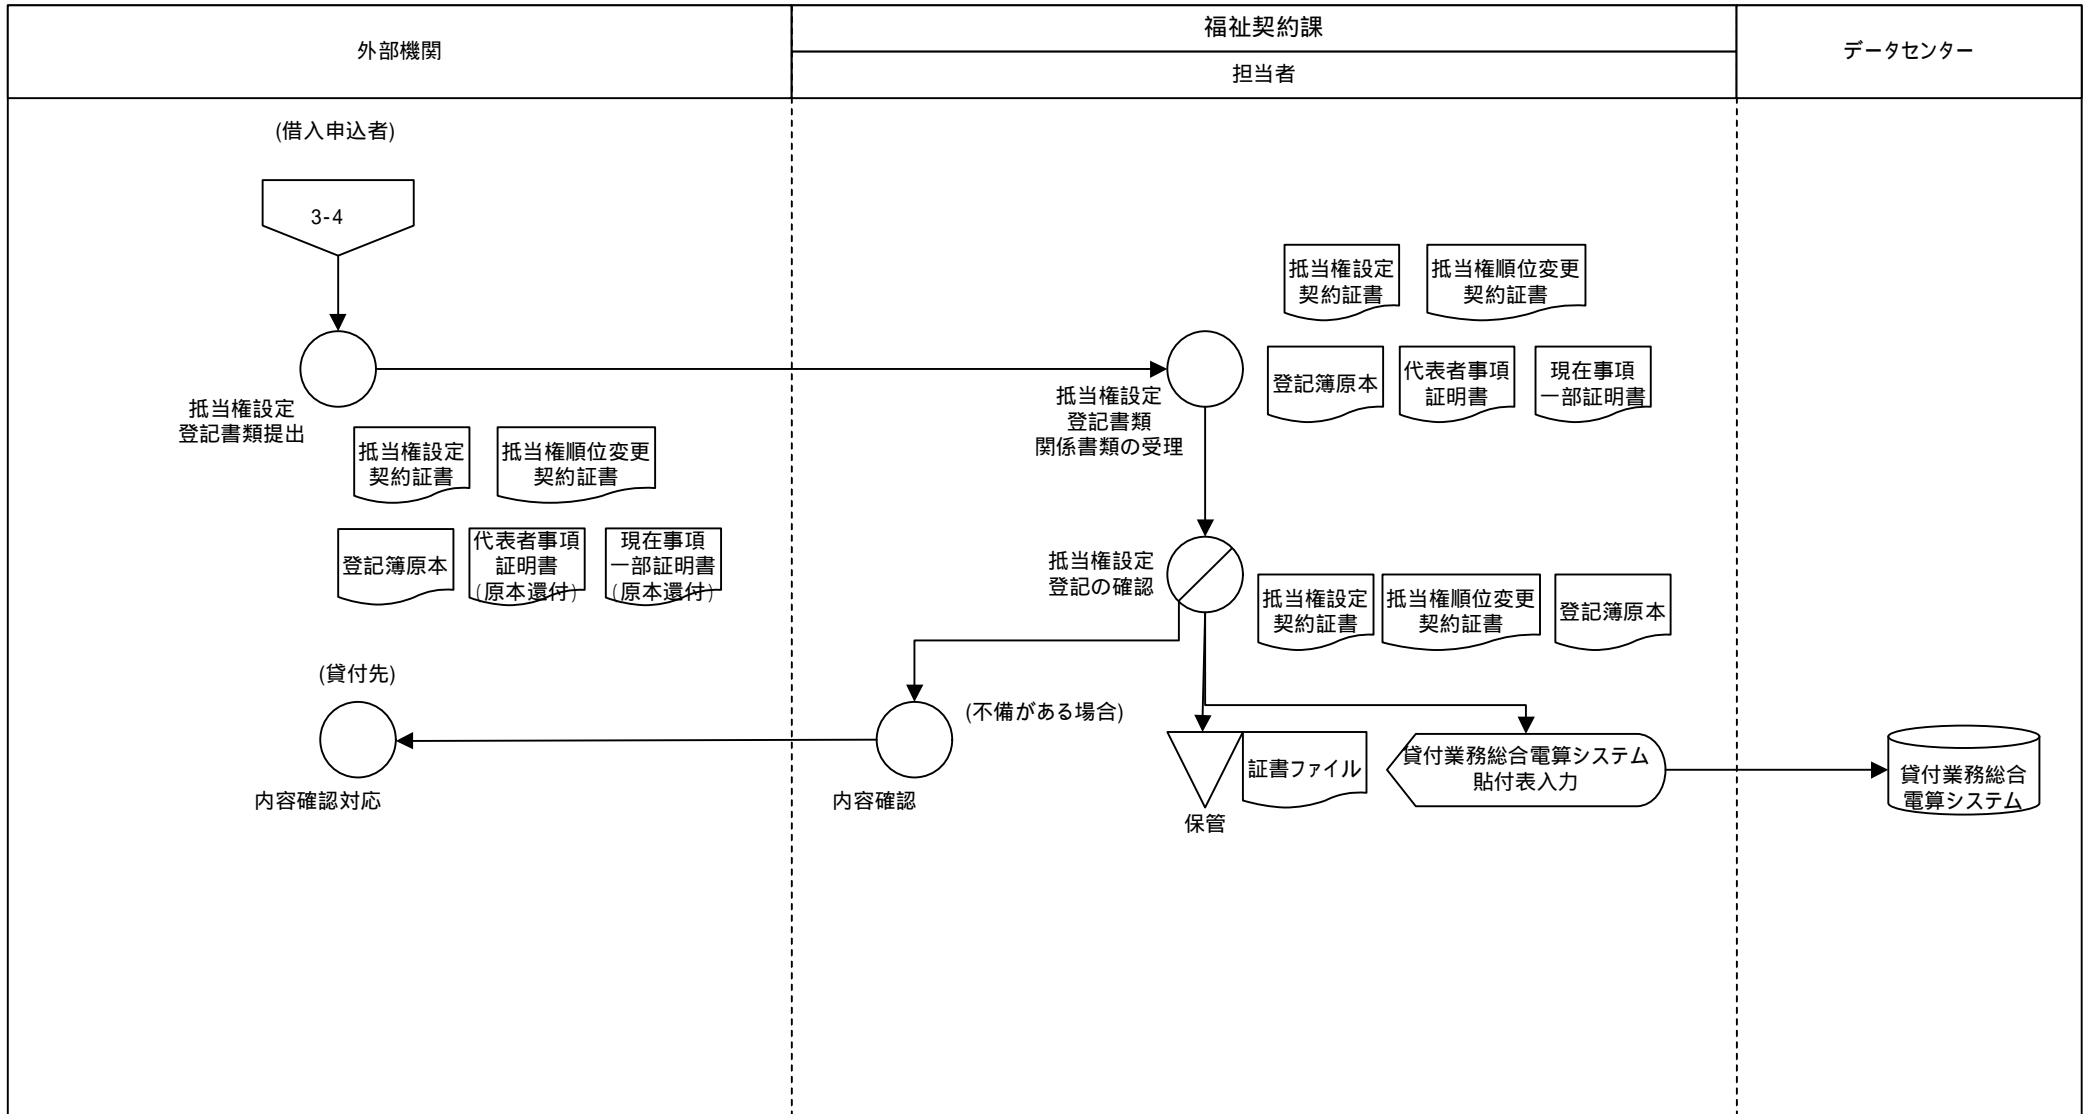 外部機関
福祉契約課
担当者
データセンター
(借入申込者)
3-4
抵当権設定
登記書類提出
抵当権設定
契約証書
抵当権順位変更
契約証書
登記簿原本
代表者事項
証明書
(原本還付)
現在事項
一部証明書
(原本還付)
抵当権設定
登記書類
関係書類の受理
抵当権設定
契約証書
抵当権順位変更
契約証書
登記簿原本
代表者事項
証明書
現在事項
一部証明書
抵当権設定
登記の確認
抵当権設定
契約証書
抵当権順位変更
契約証書
登記簿原本
(貸付先)
内容確認対応
(不備がある場合)
内容確認
保管
証書ファイル
貸付業務総合電算システム
貼付表入力
貸付業務総合
電算システム